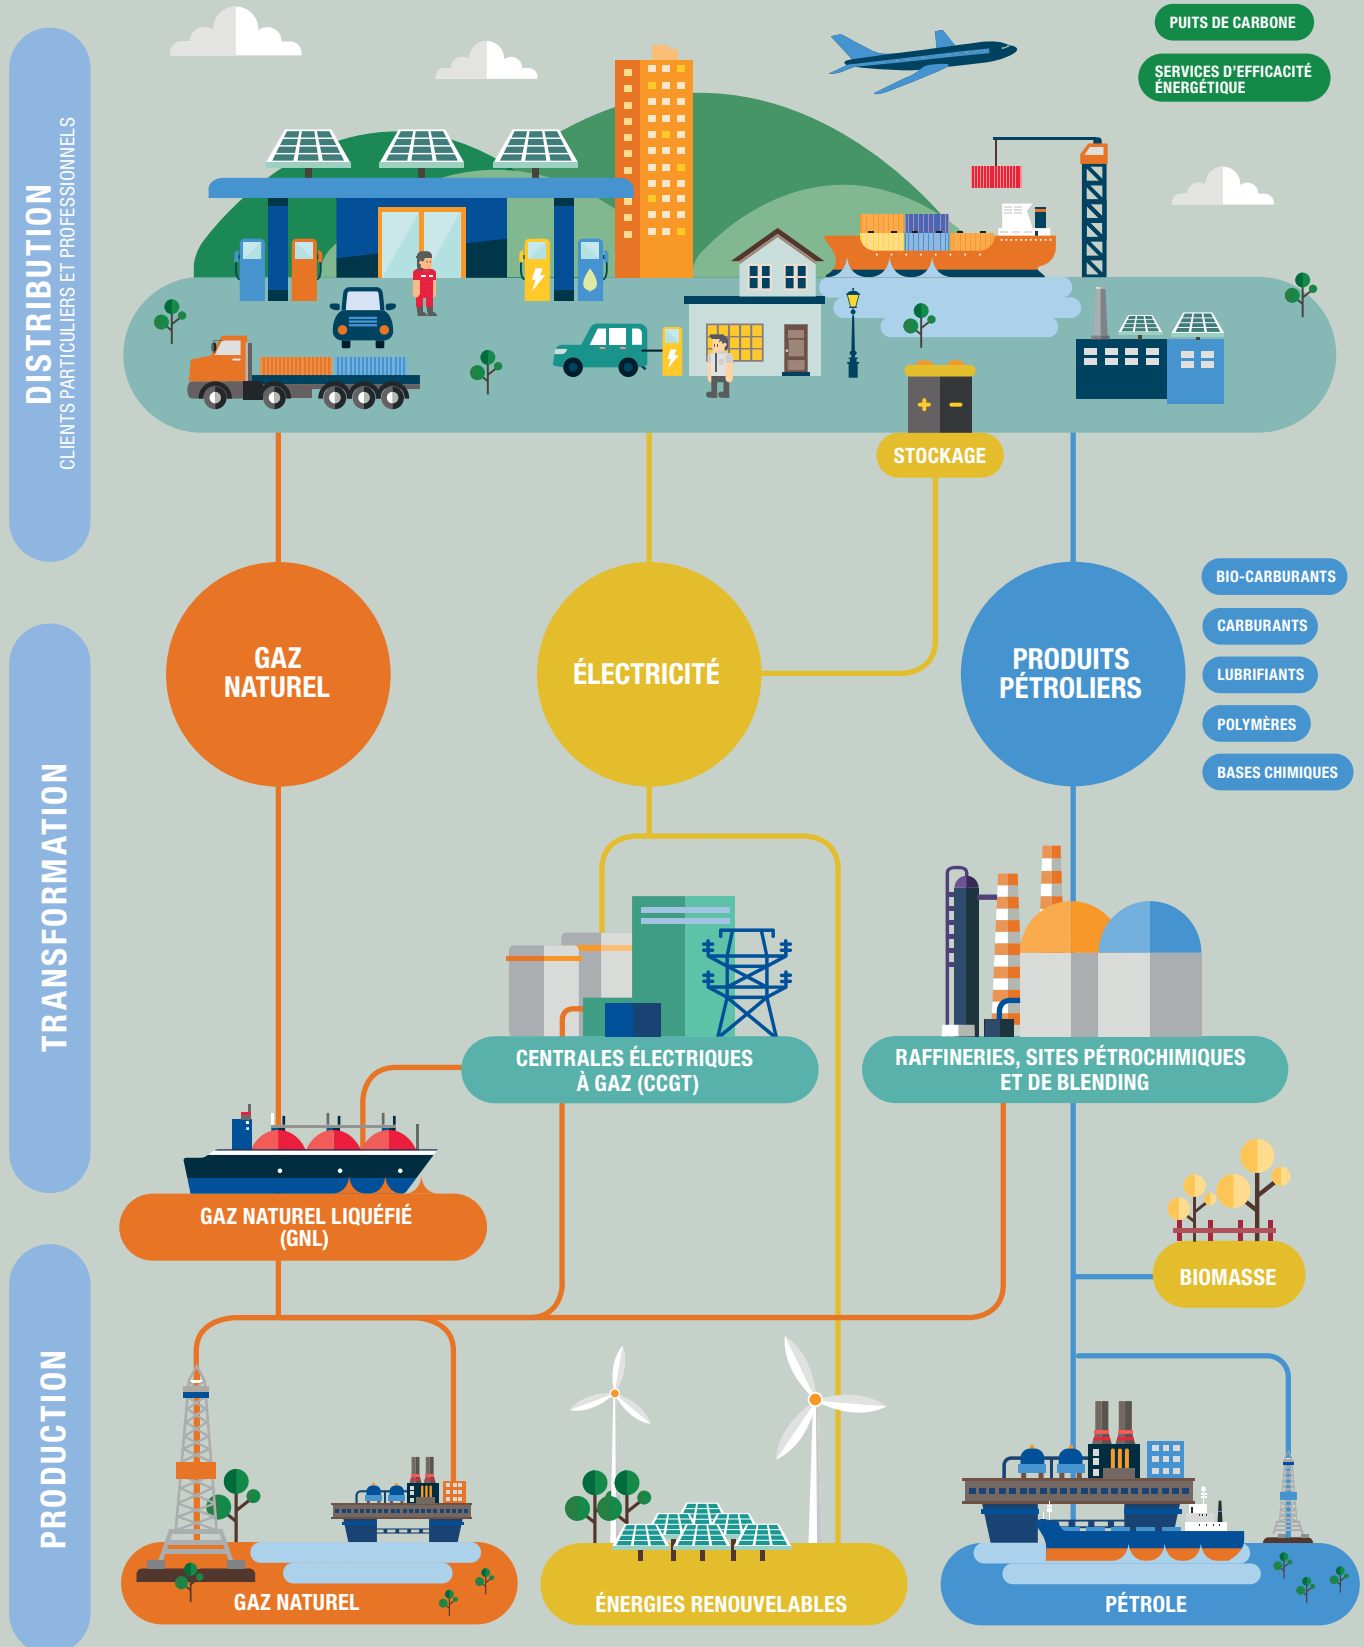 PUITS DE CARBONE
SERVICES D'EFFICACITÉ
ÉNERGÉTIQUE
DISTRIBUTION
CLIENTS PARTICULIERS ET PROFESSIONNELS
STOCKAGE
GAZ
NATUREL
ÉLECTRICITÉ
PRODUITS
PÉTROLIERS
BIO-CARBURANTS
CARBURANTS
LUBRIFIANTS
POLYMÈRES
BASES CHIMIQUES
TRANSFORMATION
CENTRALES ÉLECTRIQUES
À GAZ (CCGT)
RAFFINERIES, SITES PÉTROCHIMIQUES
ET DE BLENDING
GAZ NATUREL LIQUÉFIÉ
(GNL)
BIOMASSE
PRODUCTION
GAZ NATUREL
ÉNERGIES RENOUVELABLES
PÉTROLE